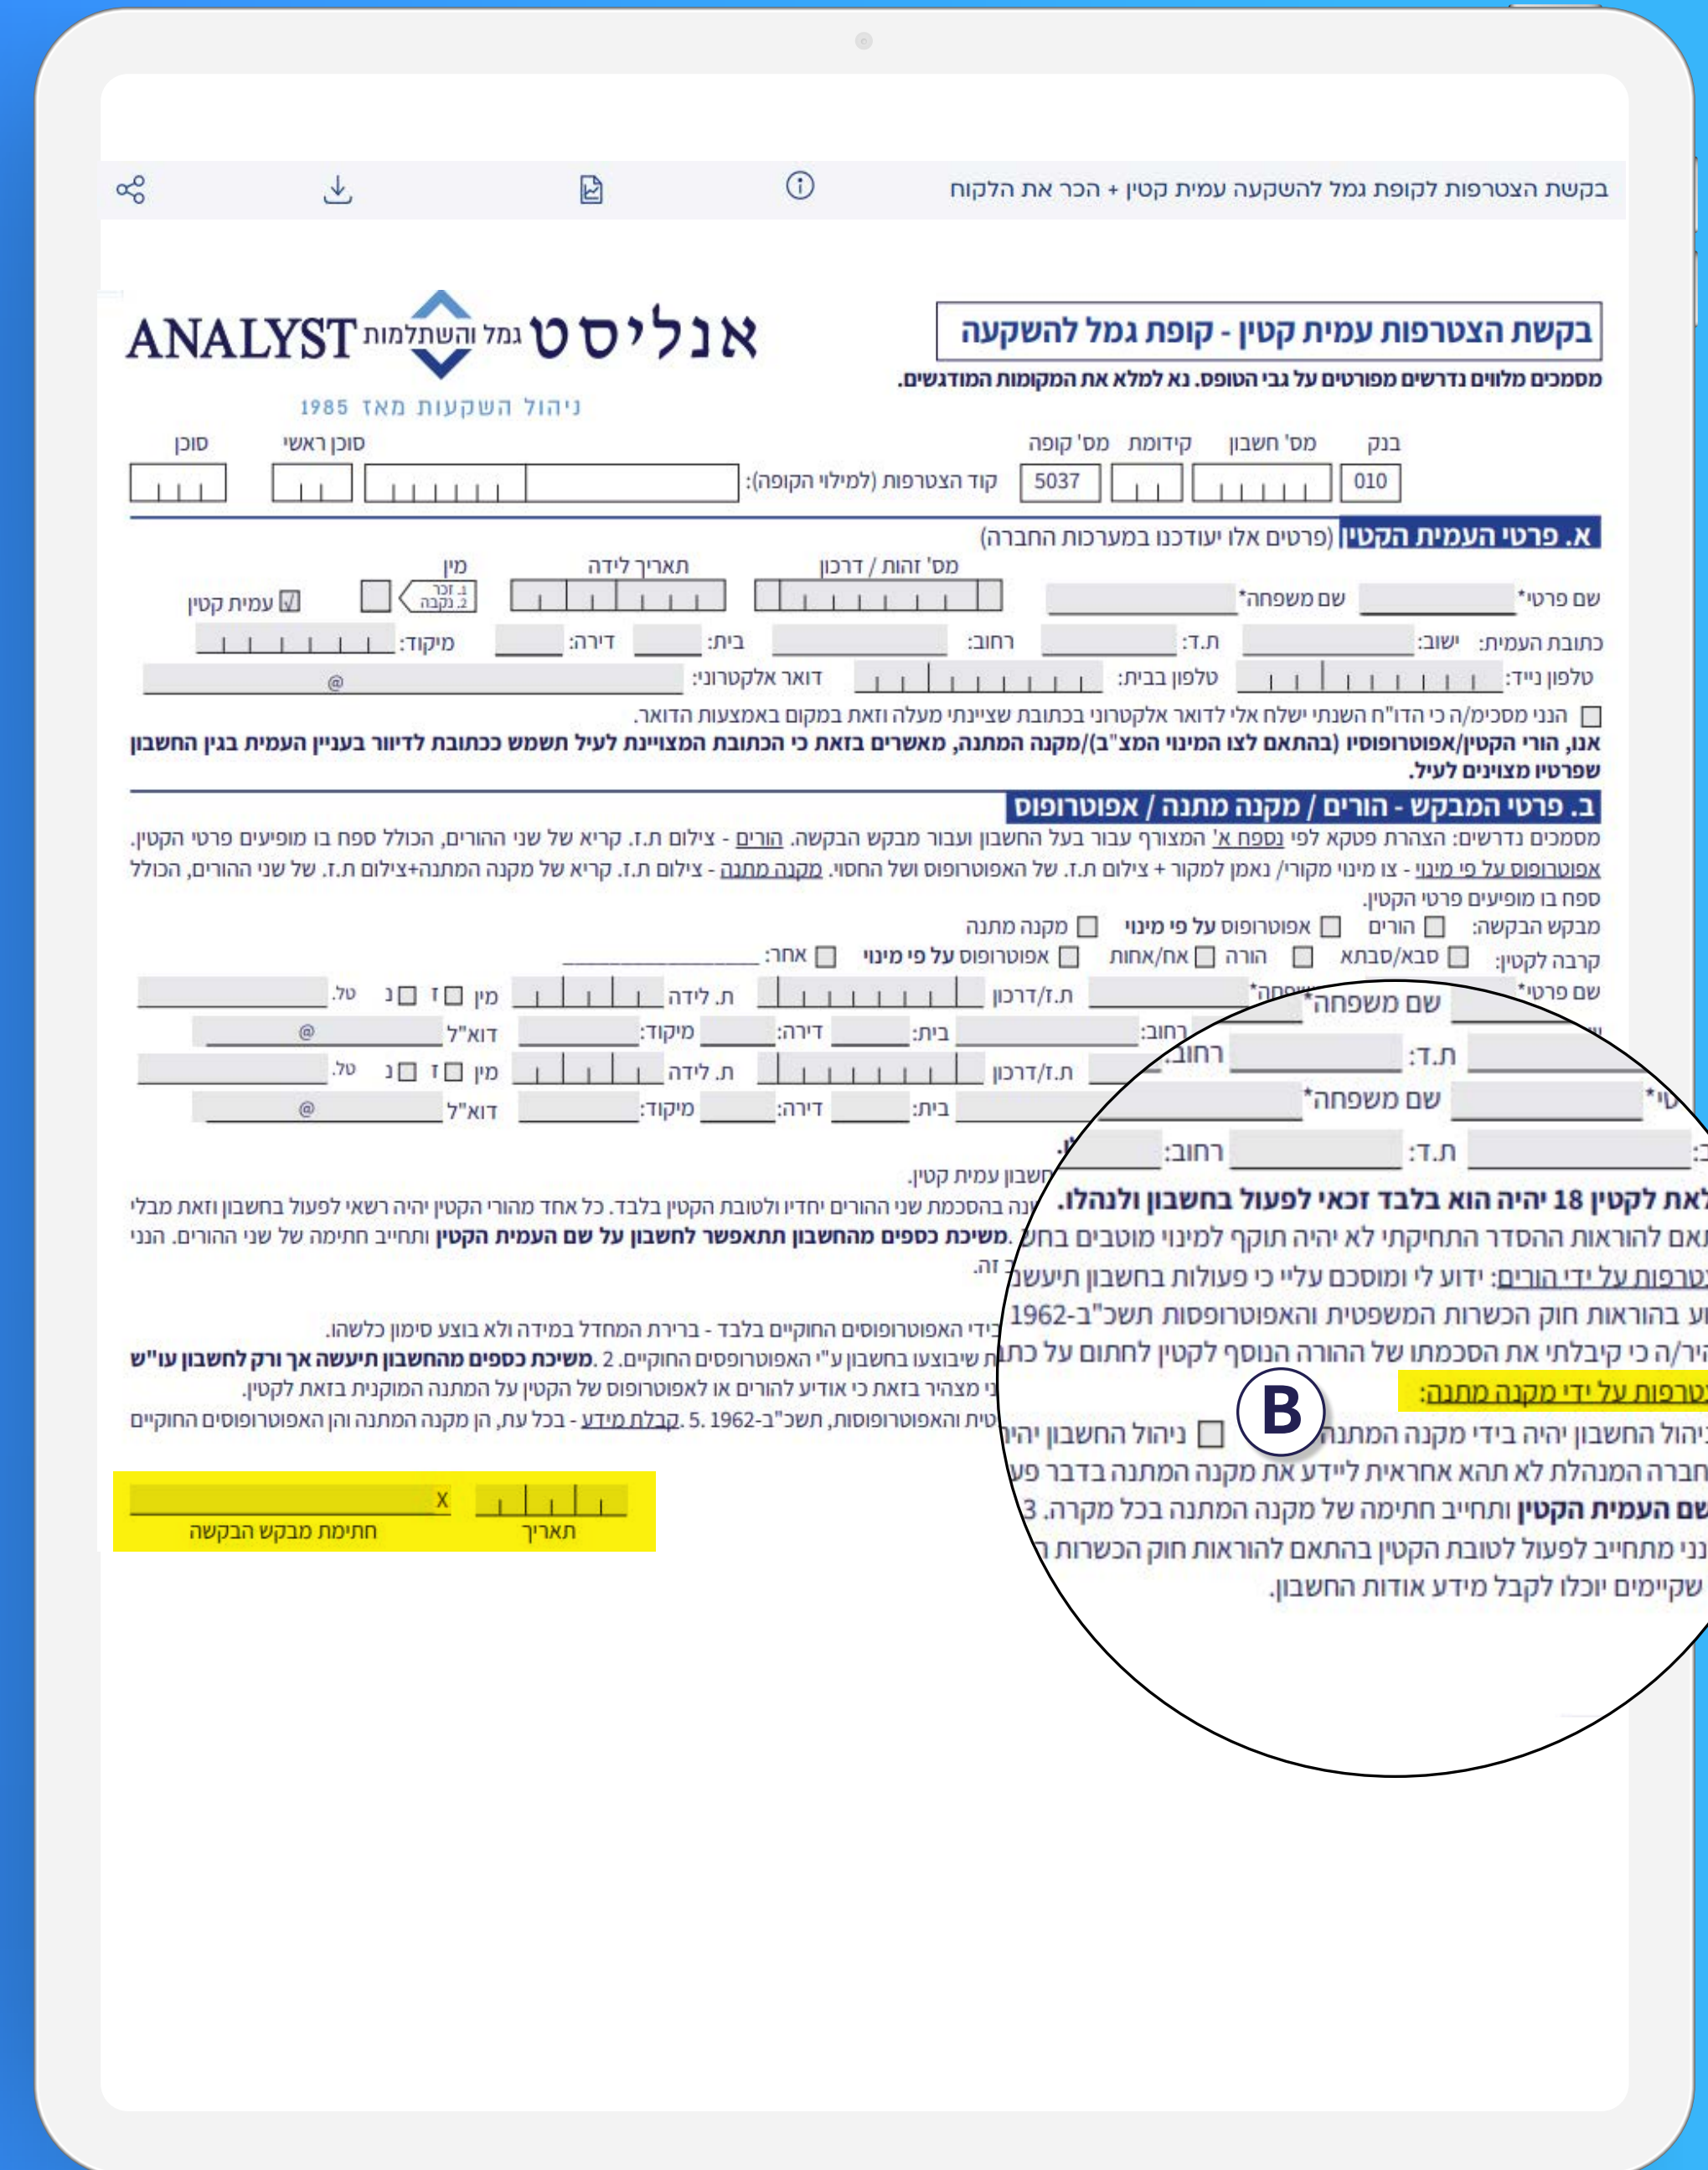 בקשת הצטרפות לקופת גמל להשקעה עמית קטין + הכר את הלקוח
אנליסט גמל והשתלמות ANALYST
ניהול השקעות מאז 1985
בקשת הצטרפות עמית קטין - קופת גמל להשקעה
מסמכים מלווים נדרשים מפורטים על גבי הטופס. נא למלא את המקומות המודגשים.
בנק מס' חשבון קידומת מס' קופה סוכן ראשי סוכן
010 5037 קוד הצטרפות (למילוי הקופה):
א. פרטי העמית הקטין (פרטים אלו יעודכנו במערכות החברה)
מס' זהות / דרכון תאריך לידה מין
שם פרטי* שם משפחה* 1. זכר 2. נקבה עמית קטין
כתובת העמית: ישוב: ת.ד: רחוב: בית: דירה: מיקוד:
טלפון נייד: טלפון בבית: דואר אלקטרוני: @
הנני מסכימ/ה כי הדו"ח השנתי ישלח אלי לדואר אלקטרוני בכתובת שציינתי מעלה וזאת במקום באמצעות הדואר.
אנו, הורי הקטין/אפוטרופוסיו (בהתאם לצו המינוי המצ"ב)/מקנה המתנה, מאשרים בזאת כי הכתובת המצויינת לעיל תשמש ככתובת לדיוור בעניין העמית בגין החשבון
שפרטיו מצוינים לעיל.
ב. פרטי המבקש - הורים / מקנה מתנה / אפוטרופוס
מסמכים נדרשים: הצהרת פטקא לפי נספח א' המצורף עבור בעל החשבון ועבור מבקש הבקשה. הורים - צילום ת.ז. קריא של שני ההורים, הכולל ספח בו מופיעים פרטי הקטין.
אפוטרופוס על פי מינוי - צו מינוי מקורי/ נאמן למקור + צילום ת.ז. של האפוטרופוס ושל החסוי. מקנה מתנה - צילום ת.ז. קריא של מקנה המתנה+צילום ת.ז. של שני ההורים, הכולל
ספח בו מופיעים פרטי הקטין.
מבקש הבקשה: הורים אפוטרופוס על פי מינוי מקנה מתנה
קרבה לקטין: סבא/סבתא הורה אח/אחות אפוטרופוס על פי מינוי אחר:
שם פרטי* ת.ז/דרכון ת. לידה מין ז נ טל.
רחוב: בית: דירה: מיקוד: דוא"ל @
ת.ז/דרכון ת. לידה מין ז נ טל.
בית: דירה: מיקוד: דוא"ל @
חשבון עמית קטין.
בהסכמת שני ההורים יחדיו ולטובת הקטין בלבד. כל אחד מהורי הקטין יהיה רשאי לפעול בחשבון וזאת מבלי
משיכת כספים מהחשבון תתאפשר לחשבון על שם העמית הקטין ותחייב חתימה של שני ההורים. הנני
זה.
בידי האפוטרופוסים החוקיים בלבד - ברירת המחדל במידה ולא בוצע סימון כלשהו.
שיבוצעו בחשבון ע"י האפוטרופסים החוקיים. 2. משיכת כספים מהחשבון תיעשה אך ורק לחשבון עו"ש
מצהיר בזאת כי אודיע להורים או לאפוטרופוס של הקטין על המתנה המוקנית בזאת לקטין.
והאפוטרופוסות, תשכ"ב-1962. 5. קבלת מידע - בכל עת, הן מקנה המתנה והן האפוטרופוסים החוקיים
תאריך X חתימת מבקש הבקשה
שם משפחה*
ת.ד: רחוב:
שם משפחה*
ת.ד: רחוב:
לקטין 18 יהיה הוא בלבד זכאי לפעול בחשבון ולנהלו.
להוראות ההסדר התחיקתי לא יהיה תוקף למינוי מוטבים
על ידי הורים: ידוע לי ומוסכם עליי כי פעולות בחשבון
בהוראות חוק הכשרות המשפטית והאפוטרופסות תשכ"ב-1962
כי קיבלתי את הסכמתו של ההורה הנוסף לקטין לחתום על
על ידי מקנה מתנה:
B
החשבון יהיה בידי מקנה המתנה ניהול החשבון
המנהלת לא תהא אחראית ליידע את מקנה המתנה בדבר
שם העמית הקטין ותחייב חתימה של מקנה המתנה בכל מקרה. 3
מתחייב לפעול לטובת הקטין בהתאם להוראות חוק הכשרות
שקיימים יוכלו לקבל מידע אודות החשבון.